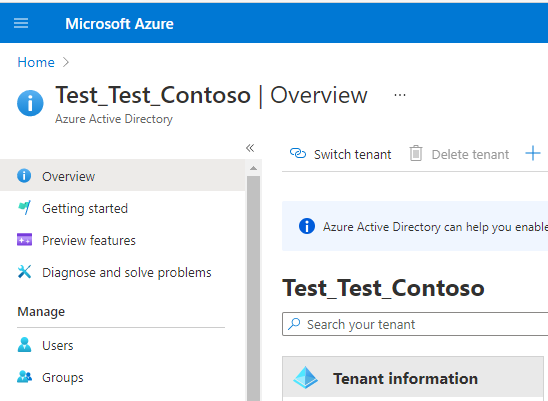 Microsoft Azure
Home
Test_Test_Contoso | Overview ...
Azure Active Directory
Switch tenant Delete tenant
Overview
Getting started
Preview features
Diagnose and solve problems
Manage
Users
Groups
Azure Active Directory can help you enable
Test_Test_Contoso
Search your tenant
Tenant information